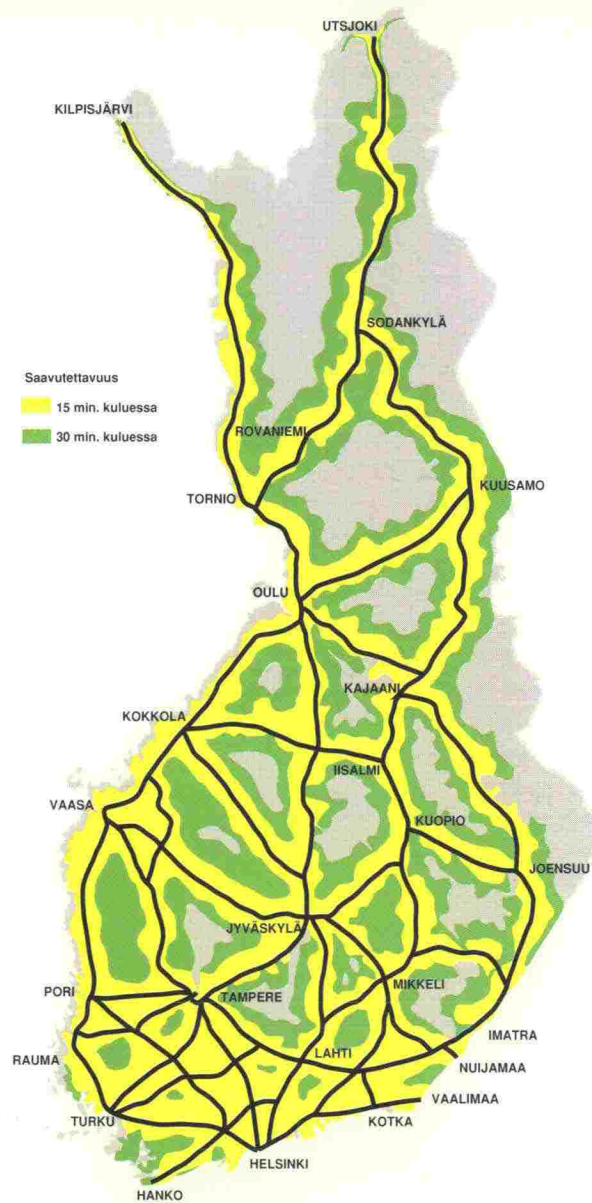 UTSJOKI
KILPISJÄRVI
SODANKYLÄ
Saavutettavuus
15 min. kuluessa
30 min. kuluessa
ROVANIEMI
KUUSAMO
TORNIO
OULU
KAJAANI
KOKKOLA
IISALMI
VAASA
KUOPIO
JOENSUU
JYVÄSKYLÄ
PORI
TAMPERE
MIKKELI
IMATRA
RAUMA
LAHTI
NUIJAMAA
VAALIMAA
TURKU
KOTKA
HELSINKI
HANKO